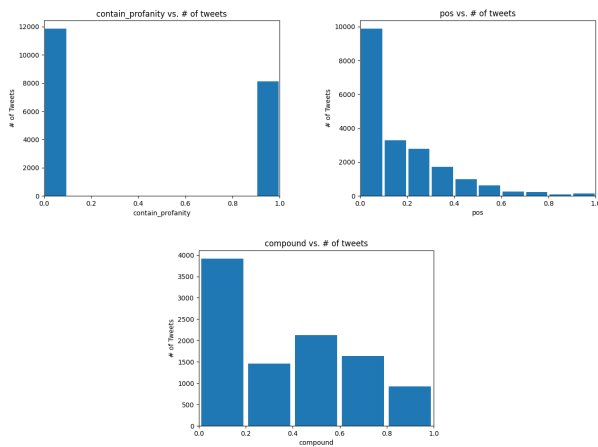 contain_profanity vs. # of tweets
# of Tweets
12000
10000
8000
6000
4000
2000
0
0.0 0.2 0.4 0.6 0.8 1.0
contain_profanity
pos vs. # of tweets
# of Tweets
10000
8000
6000
4000
2000
0
0.0 0.2 0.4 0.6 0.8 1.0
pos
compound vs. # of tweets
# of Tweets
4000
3500
3000
2500
2000
1500
1000
500
0
0.0 0.2 0.4 0.6 0.8 1.0
compound